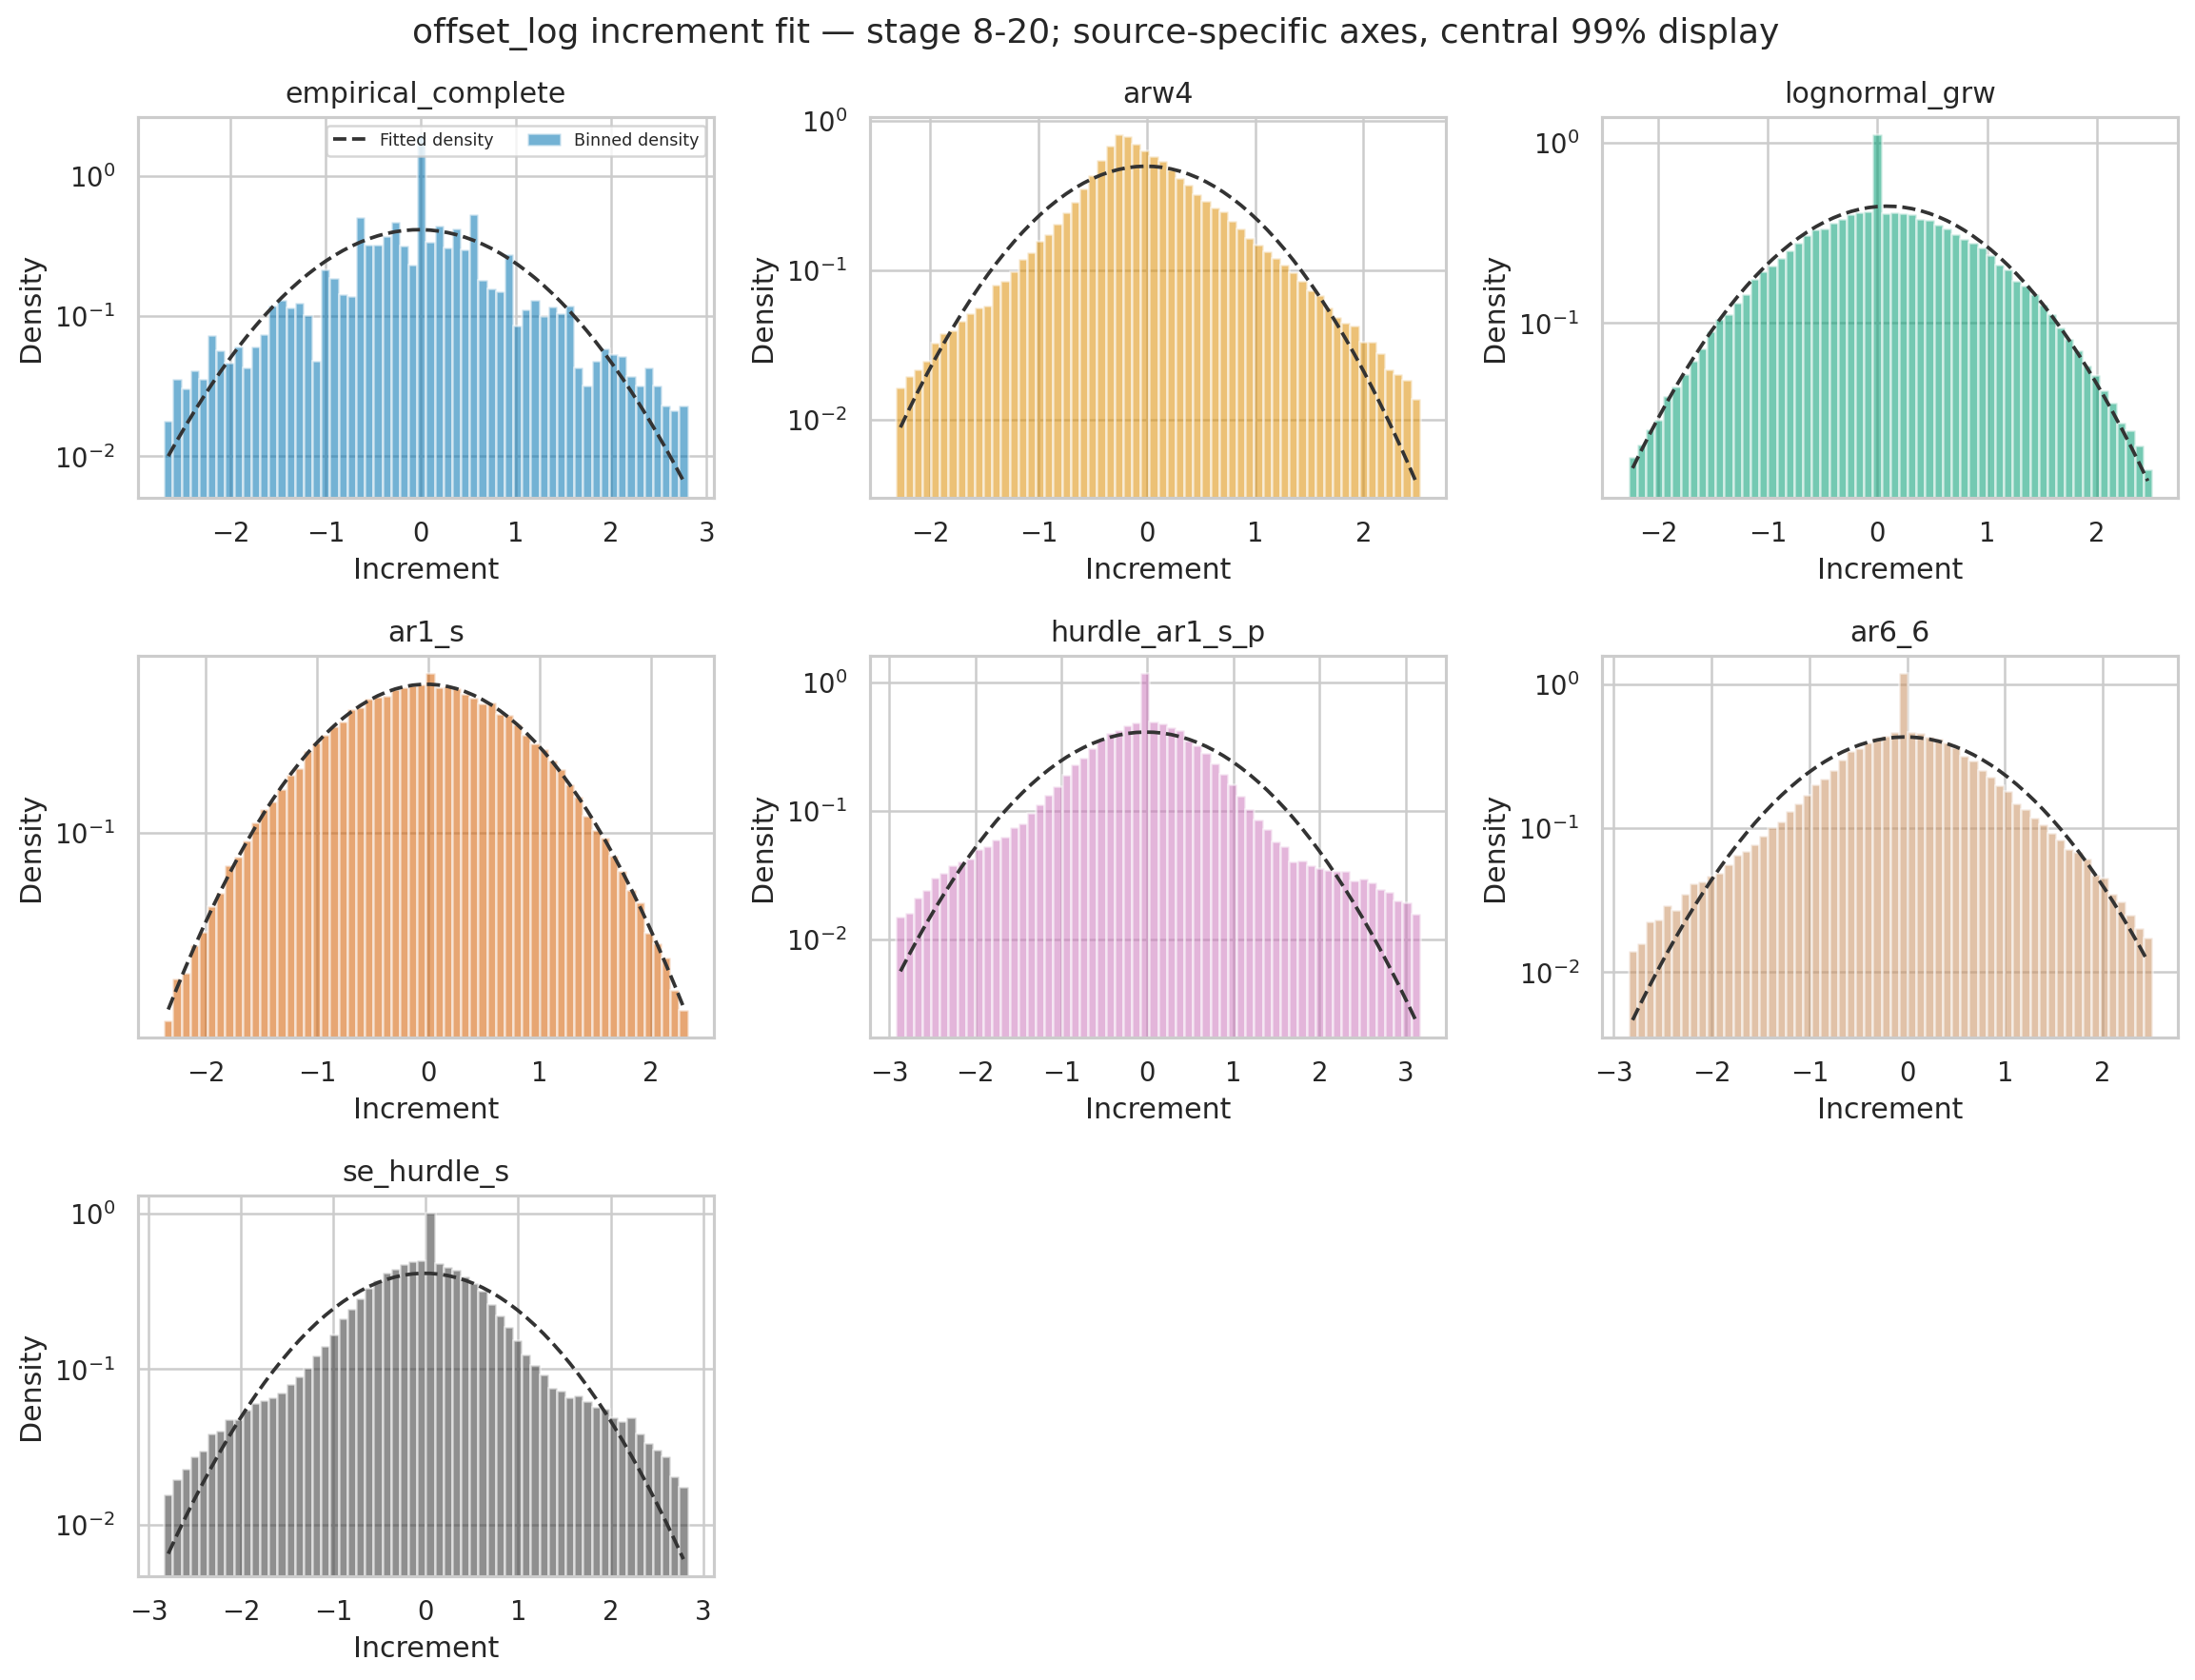 offset_log increment fit — stage 8-20; source-specific axes, central 99% display
empirical_complete
Fitted density
Binned density
10⁰
10⁻¹
10⁻²
Density
−2 −1 0 1 2 3
Increment
arw4
10⁰
10⁻¹
10⁻²
Density
−2 −1 0 1 2
Increment
lognormal_grw
10⁰
10⁻¹
Density
−2 −1 0 1 2
Increment
ar1_s
10⁻¹
Density
−2 −1 0 1 2
Increment
hurdle_ar1_s_p
10⁰
10⁻¹
10⁻²
Density
−3 −2 −1 0 1 2 3
Increment
ar6_6
10⁰
10⁻¹
10⁻²
Density
−3 −2 −1 0 1 2
Increment
se_hurdle_s
10⁰
10⁻¹
10⁻²
Density
−3 −2 −1 0 1 2 3
Increment